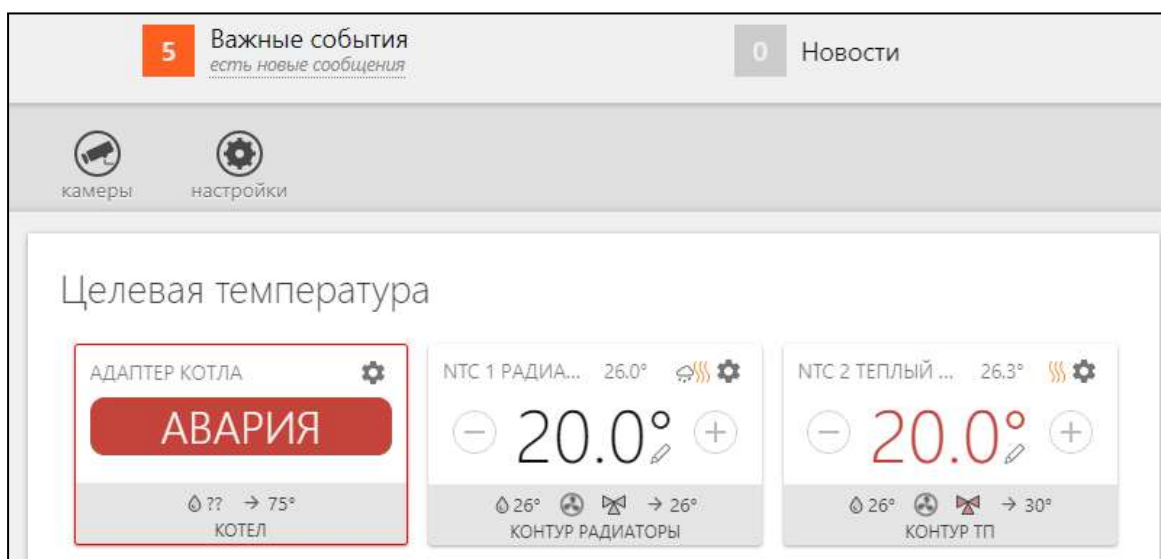 5 Важные события
есть новые сообщения
0 Новости
камеры настройки
Целевая температура
АДАПТЕР КОТЛА
АВАРИЯ
?? → 75°
КОТЕЛ
NTC 1 РАДИА... 26.0°
− 20.0° +
26° → 26°
КОНТУР РАДИАТОРЫ
NTC 2 ТЕПЛЫЙ ... 26.3°
− 20.0° +
26° → 30°
КОНТУР ТП